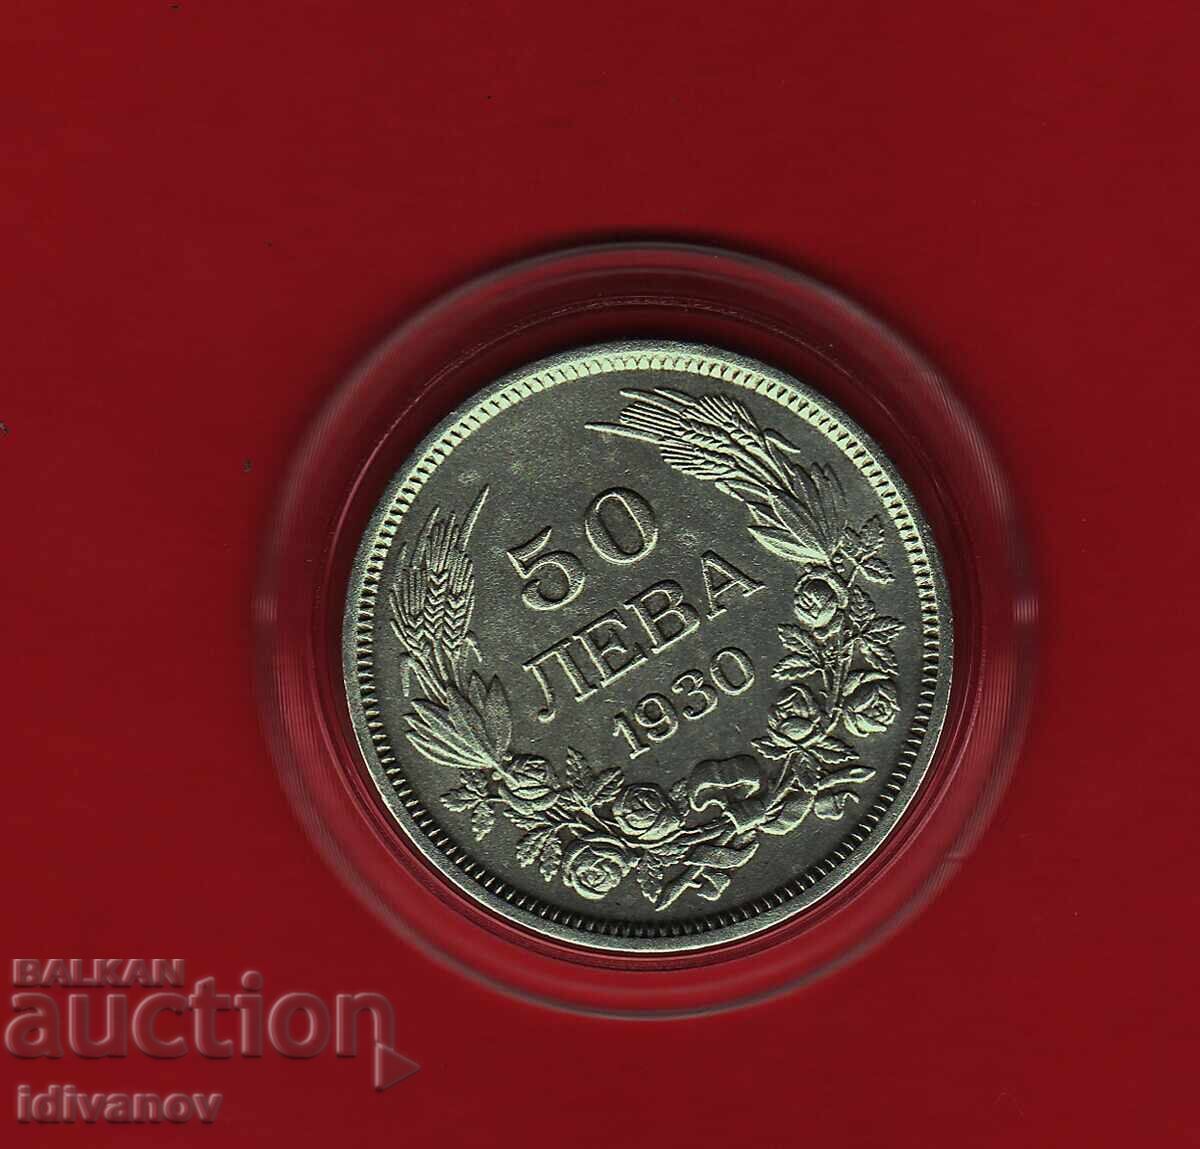 50
ЛЕВА
1930
BALKAN
auction
idivanov